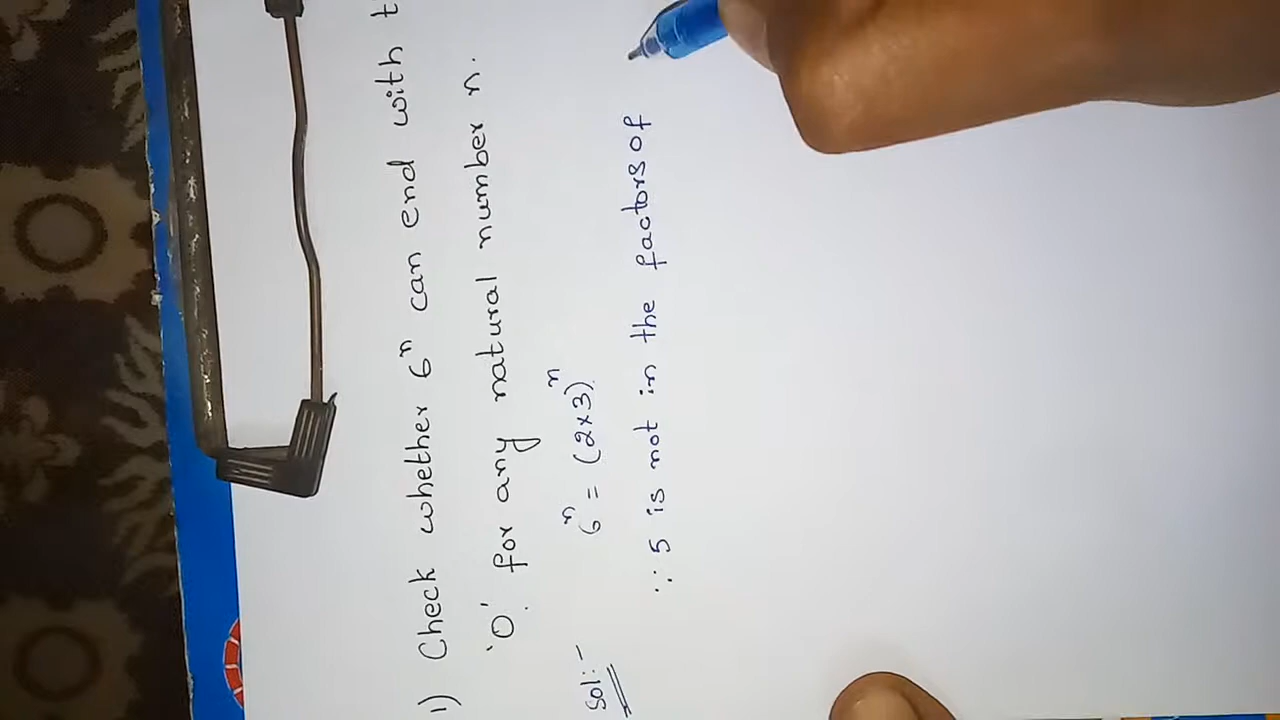 1) Check whether 6ⁿ can end with t
'0'. for any natural number n.
Sol:- 6ⁿ = (2×3)ⁿ.
∵ 5 is not in the factors of